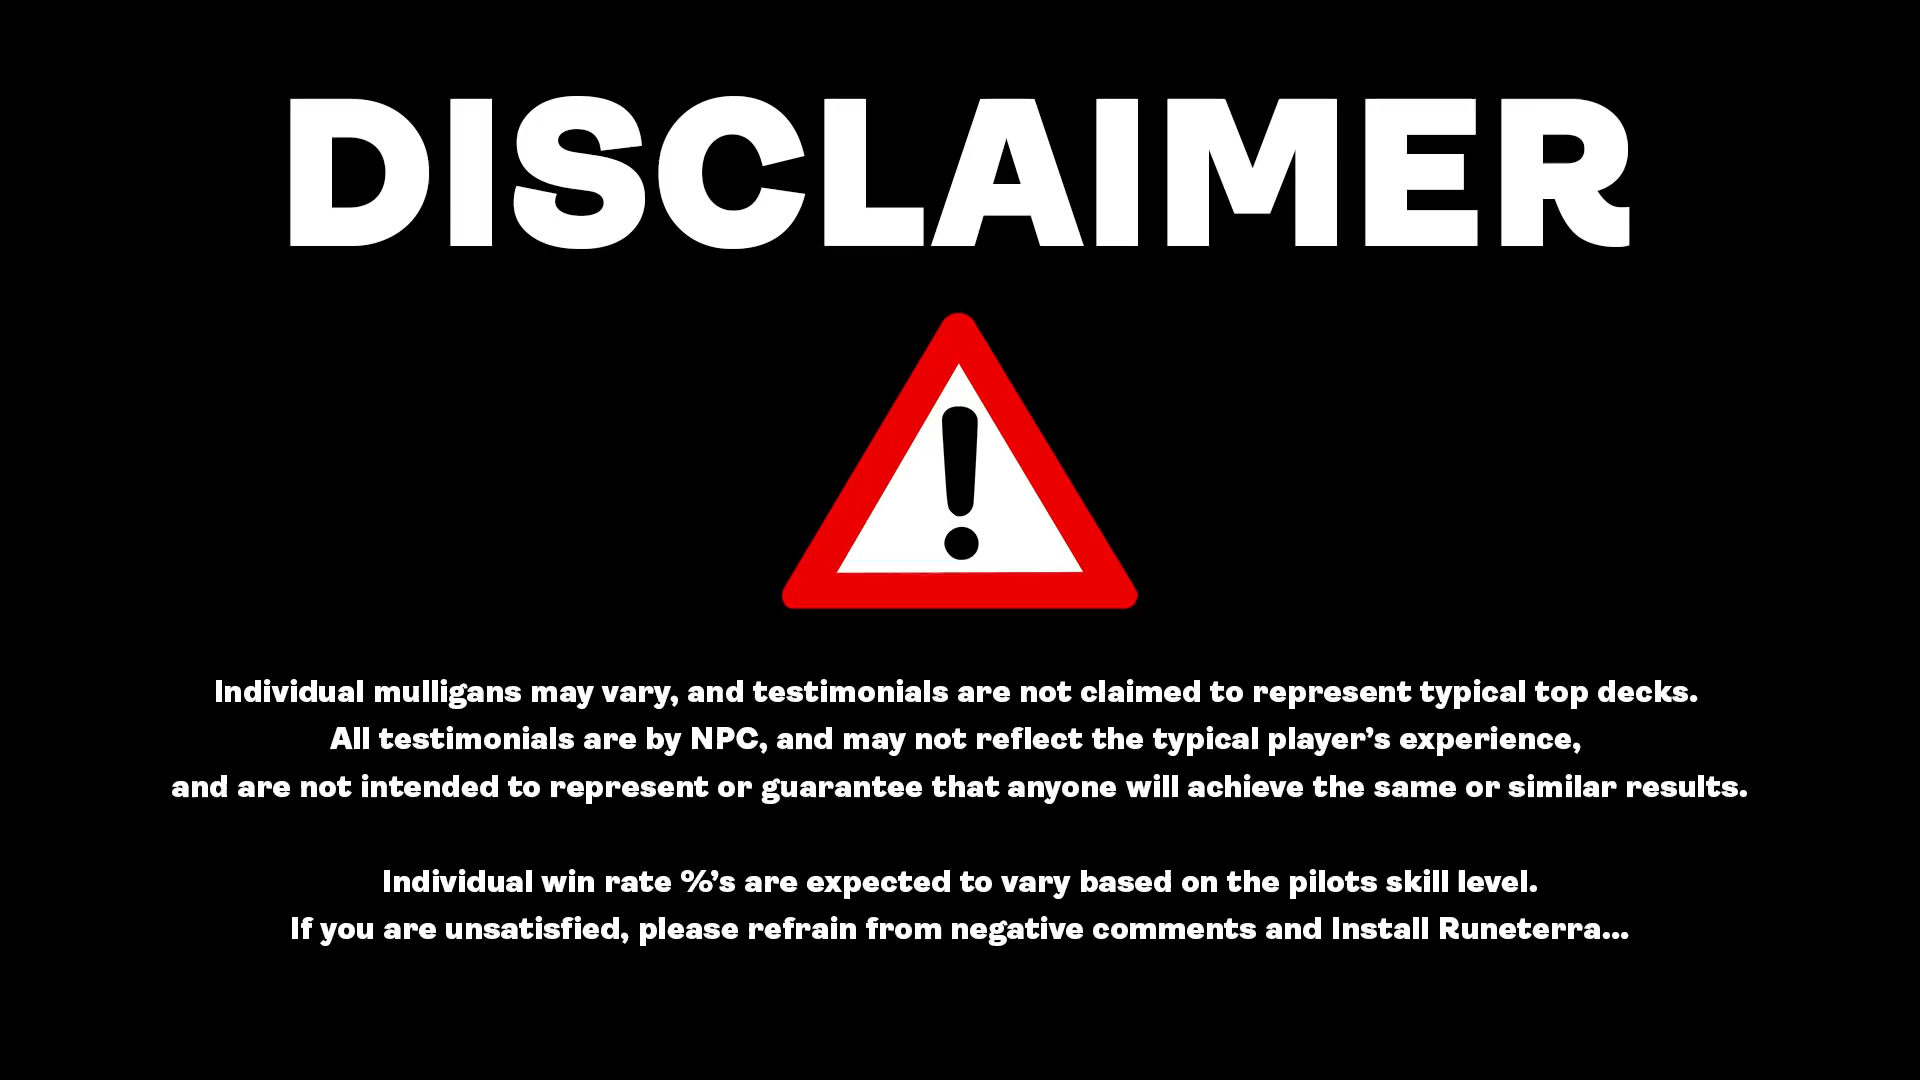 DISCLAIMER
Individual mulligans may vary, and testimonials are not claimed to represent typical top decks.
All testimonials are by NPC, and may not reflect the typical player’s experience,
and are not intended to represent or guarantee that anyone will achieve the same or similar results.
Individual win rate %’s are expected to vary based on the pilots skill level.
If you are unsatisfied, please refrain from negative comments and Install Runeterra...